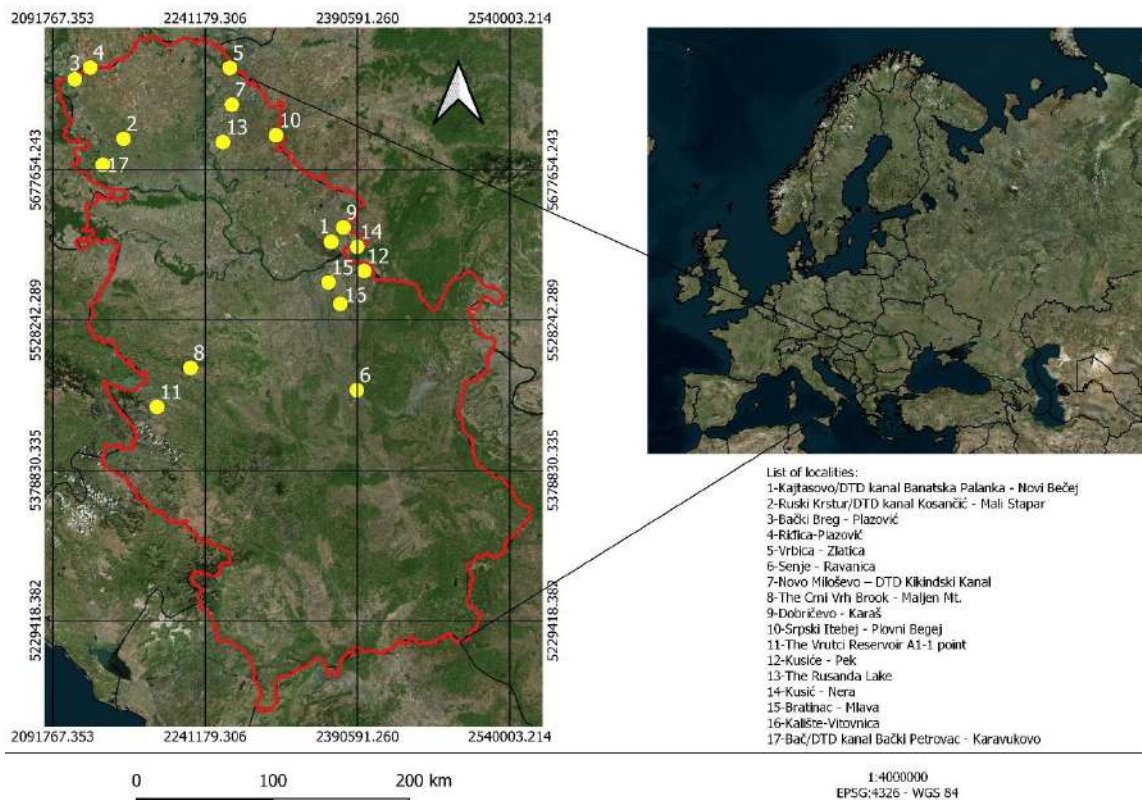 2091767.353 2241179.306 2390591.260 2540003.214
5677654.243
5528242.289
5378830.335
5229418.382
5677654.243
5528242.289
5378830.335
5229418.382
3
4
5
7
2
13
10
17
9
1
14
12
15
15
8
11
6
2091767.353 2241179.306 2390591.260 2540003.214
0 100 200 km
List of localities:
1-Kajtasovo/DTD kanal Banatska Palanka - Novi Bečej
2-Ruski Krstur/DTD kanal Kosančić - Mali Stapar
3-Bački Breg - Plazović
4-Riđica-Plazović
5-Vrbica - Zlatica
6-Senje - Ravanica
7-Novo Miloševo – DTD Kikindski Kanal
8-The Crni Vrh Brook - Maljen Mt.
9-Dobričevo - Karaš
10-Srpski Itebej - Plovni Begej
11-The Vrutci Reservoir A1-1 point
12-Kusiće - Pek
13-The Rusanda Lake
14-Kusić - Nera
15-Bratinac - Mlava
16-Kalište-Vitovnica
17-Bač/DTD kanal Bački Petrovac - Karavukovo
1:4000000
EPSG:4326 - WGS 84